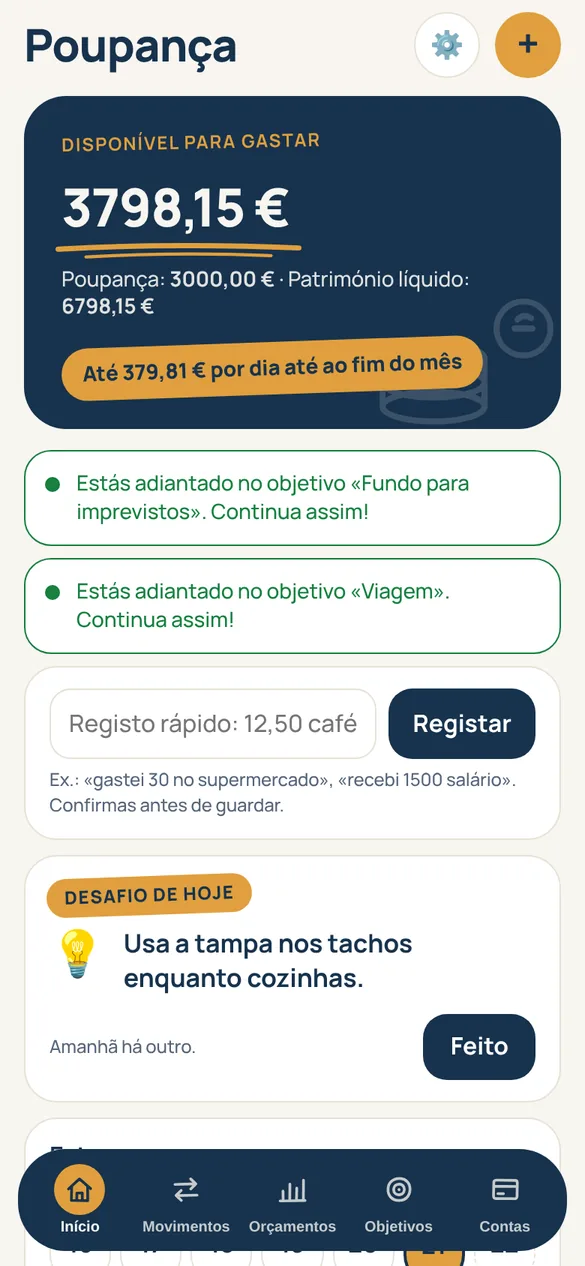 Poupança
+
DISPONÍVEL PARA GASTAR
3798,15 €
Poupança: 3000,00 € · Património líquido:
6798,15 €
Até 379,81 € por dia até ao fim do mês
Estás adiantado no objetivo «Fundo para
imprevistos». Continua assim!
Estás adiantado no objetivo «Viagem».
Continua assim!
Registo rápido: 12,50 café
Registar
Ex.: «gastei 30 no supermercado», «recebi 1500 salário».
Confirmas antes de guardar.
DESAFIO DE HOJE
Usa a tampa nos tachos
enquanto cozinhas.
Amanhã há outro.
Feito
Início
Movimentos
Orçamentos
Objetivos
Contas